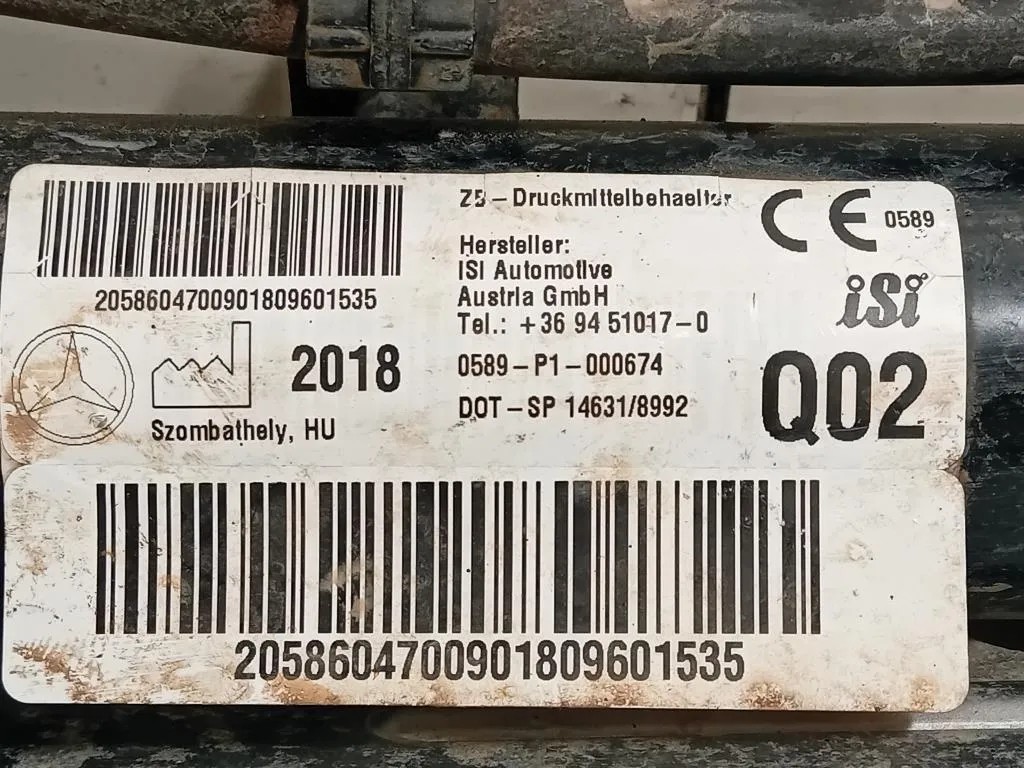 ZB-Druckmittelbehaelter
CE 0589
2058604700901809601535
Hersteller:
iSi Automotive
Austria GmbH
Tel.: +36 94 51017-0
iSi
2018
0589-P1-000674
DOT-SP 14631/8992
Q02
Szombathely, HU
2058604700901809601535